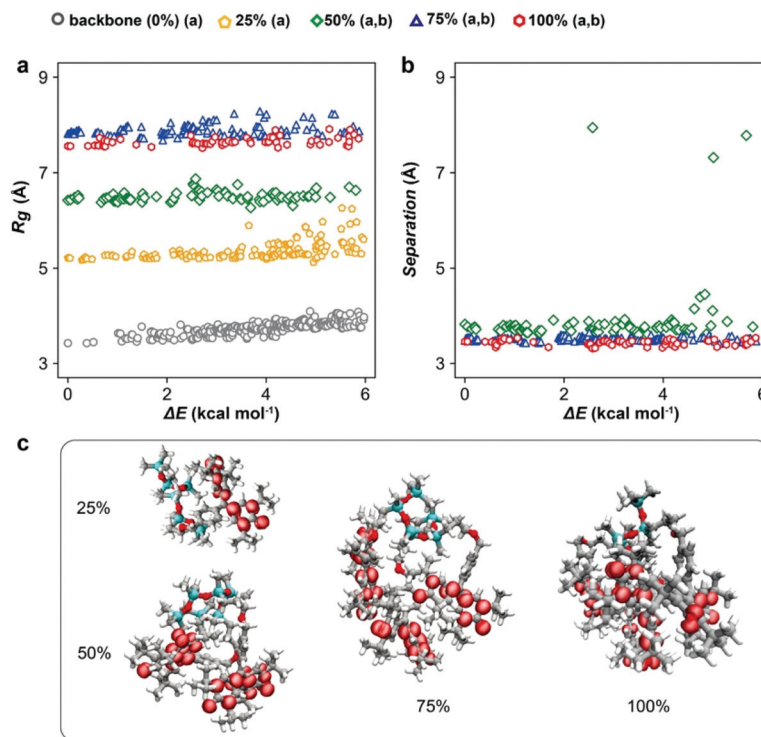 backbone (0%) (a) 25% (a) 50% (a,b) 75% (a,b) 100% (a,b)
a b
9 9
7 7
5 5
3 3
Rg (Å) Separation (Å)
0 2 4 6 0 2 4 6
ΔE (kcal mol⁻¹) ΔE (kcal mol⁻¹)
c
25%
50%
75% 100%